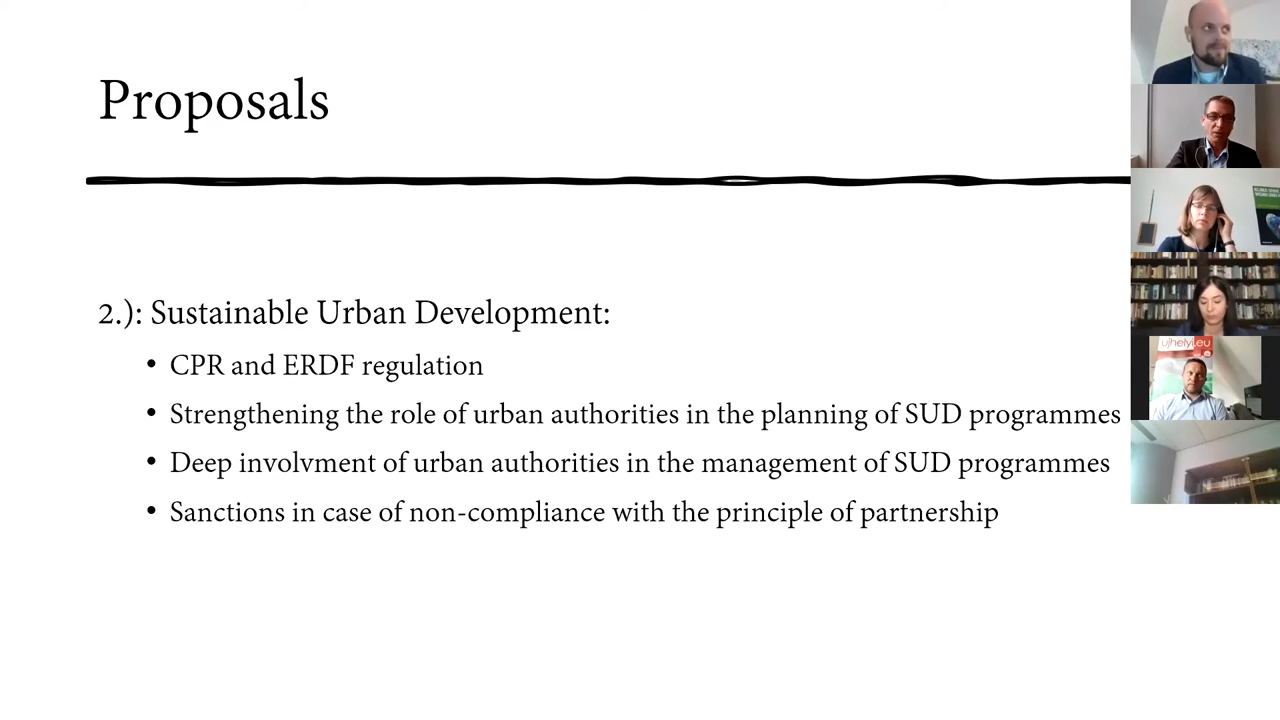 Proposals
2.): Sustainable Urban Development:
• CPR and ERDF regulation
• Strengthening the role of urban authorities in the planning of SUD programmes
• Deep involvment of urban authorities in the management of SUD programmes
• Sanctions in case of non-compliance with the principle of partnership
ujhelyi.eu